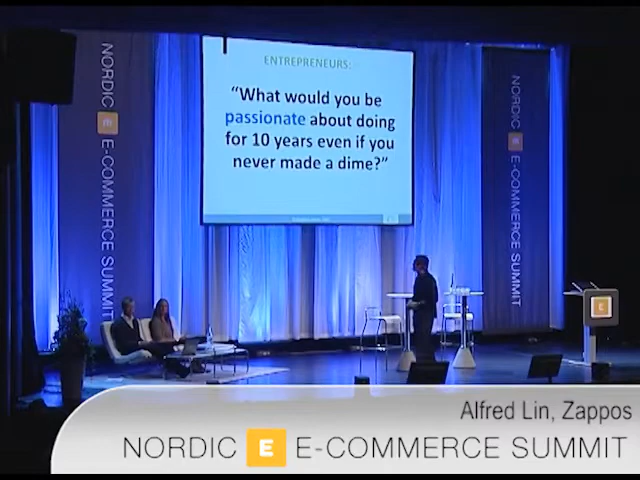 ENTREPRENEURS:
“What would you be
passionate about doing
for 10 years even if you
never made a dime?”
NORDIC E E-COMMERCE SUMMIT
NORDIC E E-COMMERCE SUMMIT
E
Alfred Lin, Zappos
NORDIC E E-COMMERCE SUMMIT